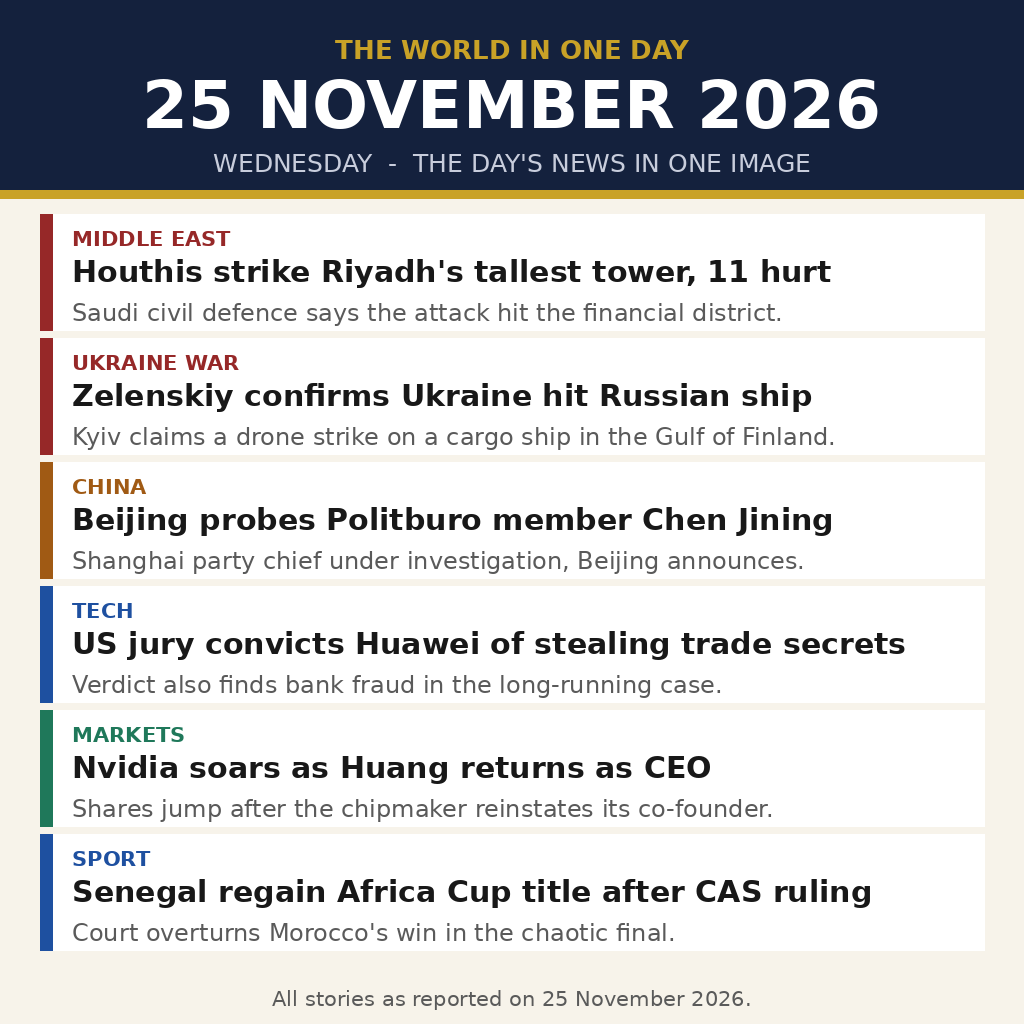 THE WORLD IN ONE DAY
25 NOVEMBER 2026
WEDNESDAY - THE DAY'S NEWS IN ONE IMAGE
MIDDLE EAST
Houthis strike Riyadh's tallest tower, 11 hurt
Saudi civil defence says the attack hit the financial district.
UKRAINE WAR
Zelenskiy confirms Ukraine hit Russian ship
Kyiv claims a drone strike on a cargo ship in the Gulf of Finland.
CHINA
Beijing probes Politburo member Chen Jining
Shanghai party chief under investigation, Beijing announces.
TECH
US jury convicts Huawei of stealing trade secrets
Verdict also finds bank fraud in the long-running case.
MARKETS
Nvidia soars as Huang returns as CEO
Shares jump after the chipmaker reinstates its co-founder.
SPORT
Senegal regain Africa Cup title after CAS ruling
Court overturns Morocco's win in the chaotic final.
All stories as reported on 25 November 2026.